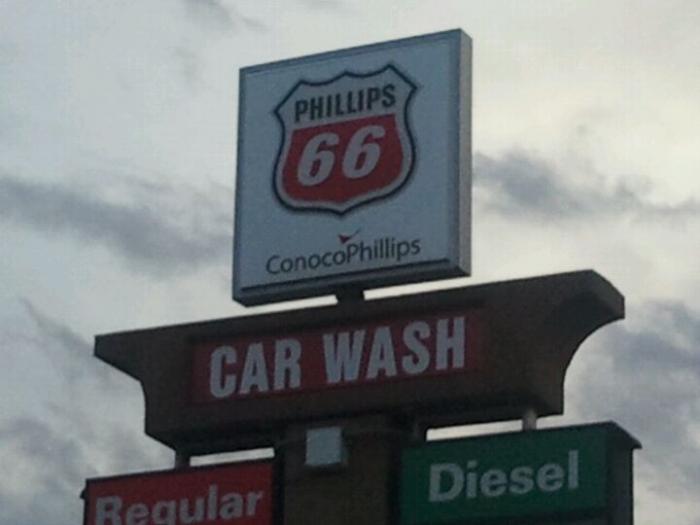 PHILLIPS
66
ConocoPhillips
CAR WASH
Regular
Diesel